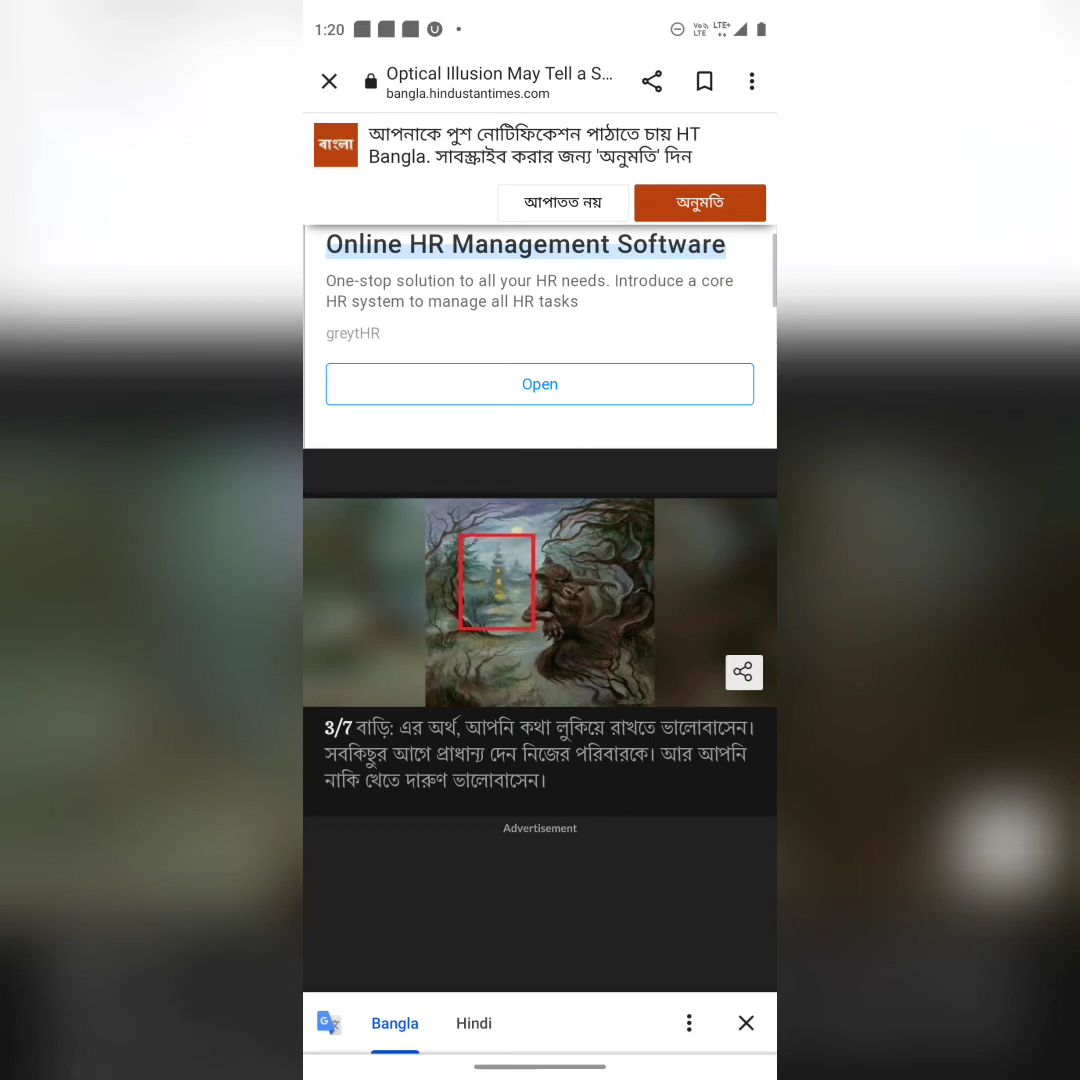 1:20
Vo LTE LTE+
Optical Illusion May Tell a S...
bangla.hindustantimes.com
বাংলা
আপনাকে পুশ নোটিফিকেশন পাঠাতে চায় HT
Bangla. সাবস্ক্রাইব করার জন্য 'অনুমতি' দিন
আপাতত নয়
অনুমতি
Online HR Management Software
One-stop solution to all your HR needs. Introduce a core
HR system to manage all HR tasks
greytHR
Open
3/7 বাড়ি: এর অর্থ, আপনি কথা লুকিয়ে রাখতে ভালোবাসেন।
সবকিছুর আগে প্রাধান্য দেন নিজের পরিবারকে। আর আপনি
নাকি খেতে দারুণ ভালোবাসেন।
Advertisement
Bangla
Hindi